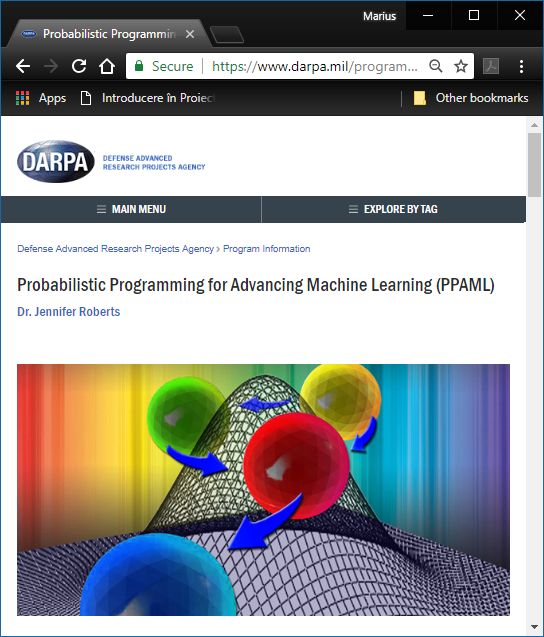 Marius
Probabilistic Programmin
Secure https://www.darpa.mil/program...
Apps Introducere în Proiect Other bookmarks
DARPA DEFENSE ADVANCED
RESEARCH PROJECTS AGENCY
MAIN MENU EXPLORE BY TAG
Defense Advanced Research Projects Agency › Program Information
Probabilistic Programming for Advancing Machine Learning (PPAML)
Dr. Jennifer Roberts